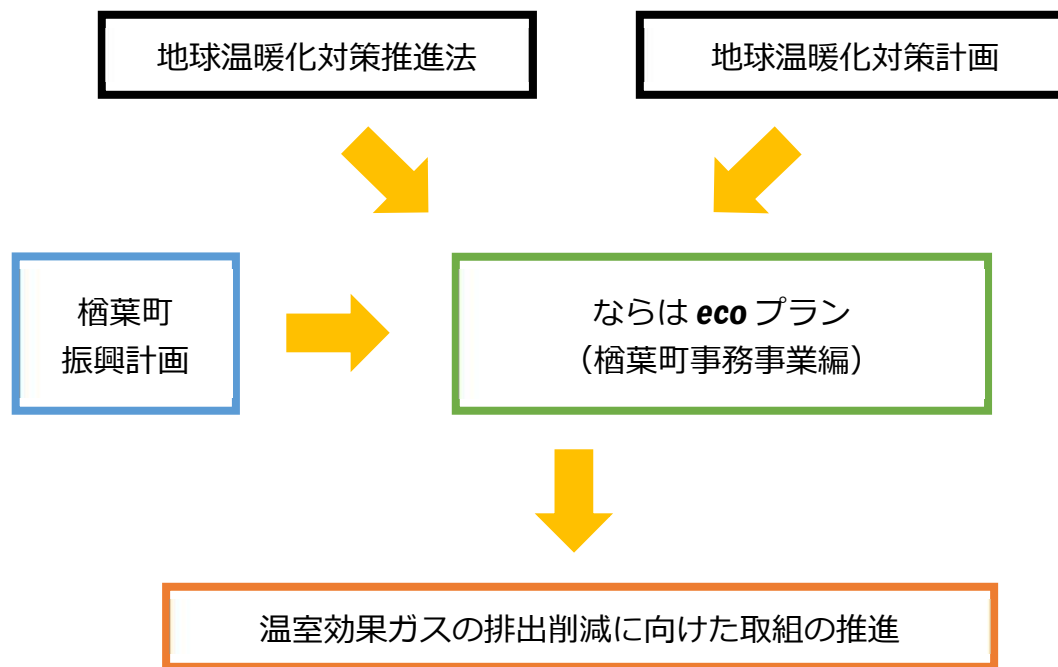 地球温暖化対策推進法
地球温暖化対策計画
楢葉町
振興計画
ならは eco プラン
（楢葉町事務事業編）
温室効果ガスの排出削減に向けた取組の推進